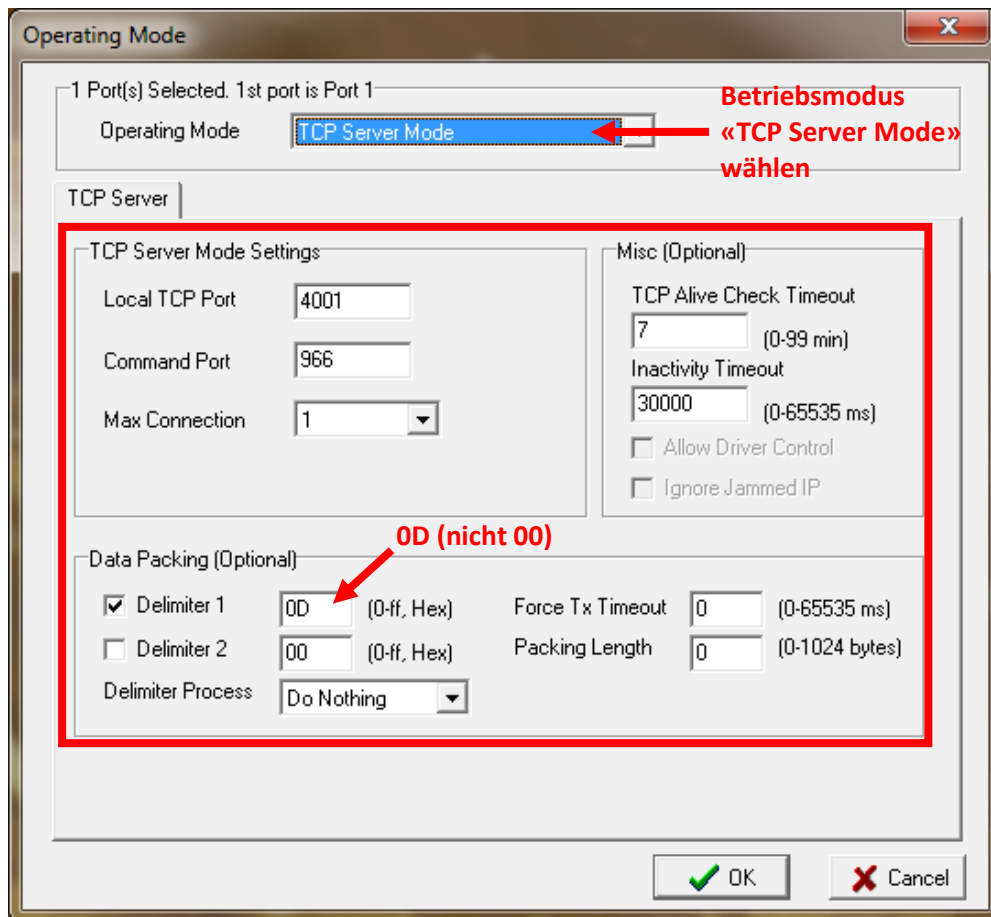 Operating Mode
1 Port(s) Selected. 1st port is Port 1
Operating Mode TCP Server Mode
Betriebsmodus
«TCP Server Mode»
wählen
TCP Server
TCP Server Mode Settings
Local TCP Port 4001
Command Port 966
Max Connection 1
Misc (Optional)
TCP Alive Check Timeout
7 (0-99 min)
Inactivity Timeout
30000 (0-65535 ms)
Allow Driver Control
Ignore Jammed IP
0D (nicht 00)
Data Packing (Optional)
Delimiter 1 0D (0-ff, Hex) Force Tx Timeout 0 (0-65535 ms)
Delimiter 2 00 (0-ff, Hex) Packing Length 0 (0-1024 bytes)
Delimiter Process Do Nothing
OK Cancel